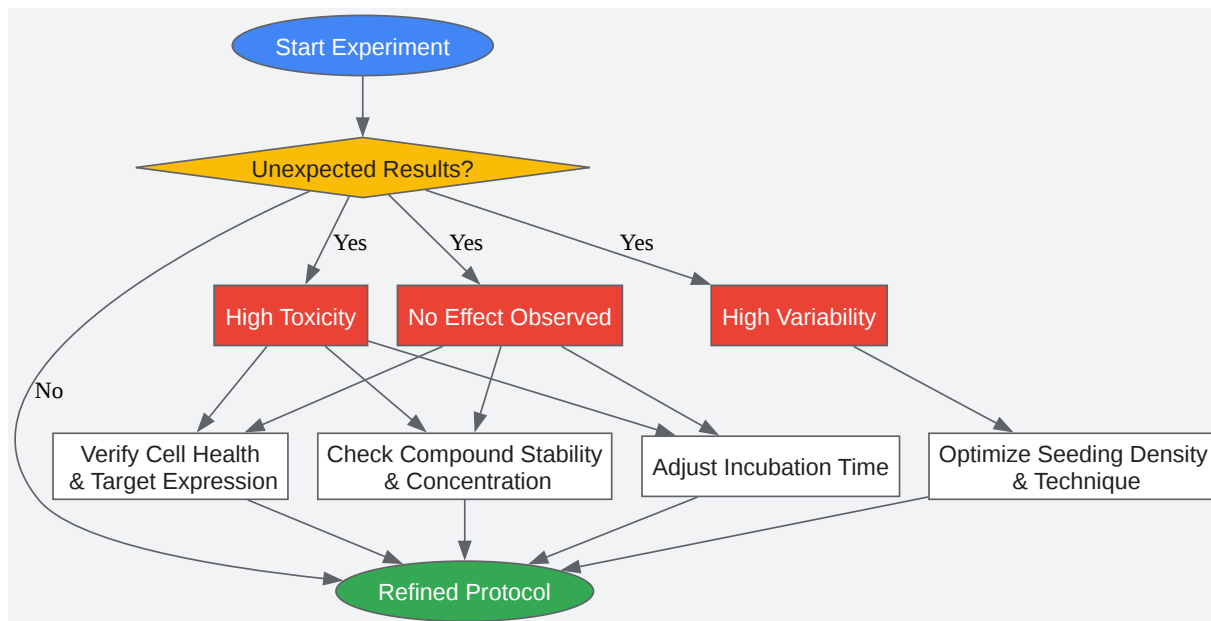 Start Experiment
Unexpected Results?
Yes
Yes
Yes
High Toxicity
No Effect Observed
High Variability
No
Verify Cell Health
& Target Expression
Check Compound Stability
& Concentration
Adjust Incubation Time
Optimize Seeding Density
& Technique
Refined Protocol